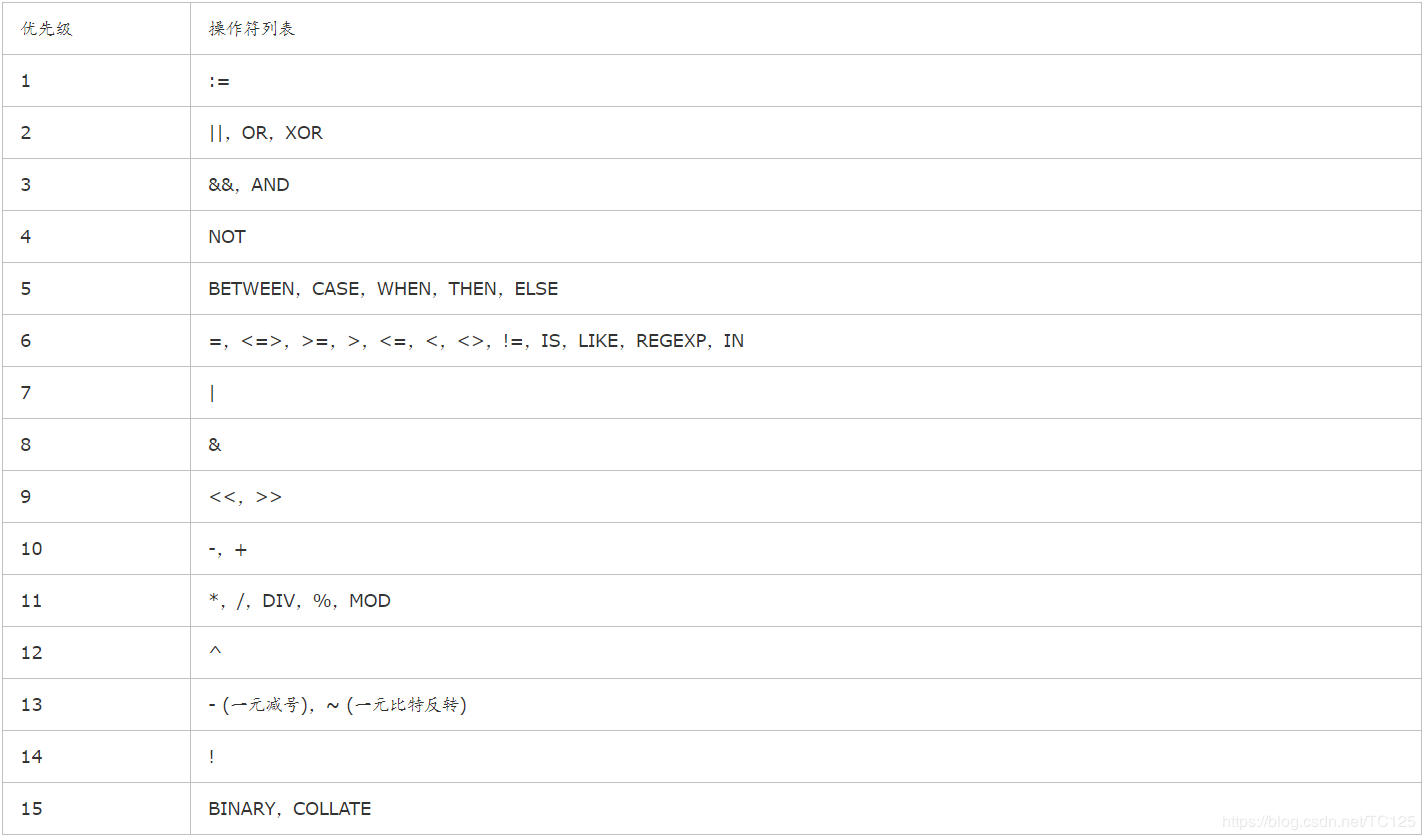 优先级 操作符列表
1 :=
2 ||，OR，XOR
3 &&，AND
4 NOT
5 BETWEEN，CASE，WHEN，THEN，ELSE
6 =，<=>，>=，>，<=，<，<>，!=，IS，LIKE，REGEXP，IN
7 |
8 &
9 <<，>>
10 -，+
11 *，/，DIV，%，MOD
12 ^
13 - (一元减号)，~ (一元比特反转)
14 !
15 BINARY，COLLATE
https://blog.csdn.net/TC125